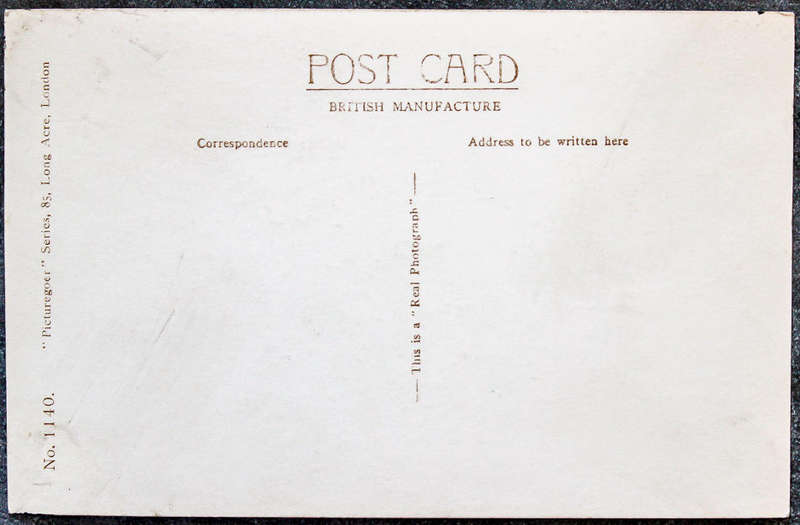 POST CARD
BRITISH MANUFACTURE
Correspondence
Address to be written here
This is a "Real Photograph"
No. 1140.
"Picturegoer" Series, 85, Long Acre, London